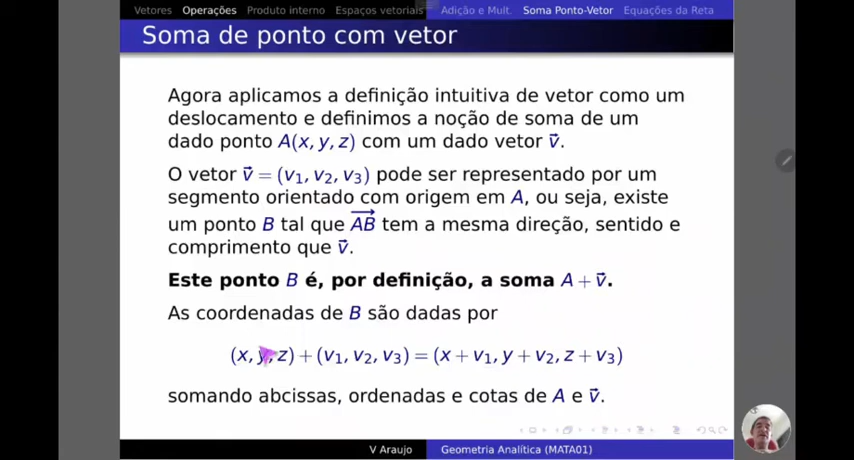 Vetores Operações Produto interno Espaços vetoriais Adição e Mult. Soma Ponto-Vetor Equações da Reta
Soma de ponto com vetor
Agora aplicamos a definição intuitiva de vetor como um
deslocamento e definimos a noção de soma de um
dado ponto A(x, y, z) com um dado vetor v⃗.
O vetor v⃗ = (v₁, v₂, v₃) pode ser representado por um
segmento orientado com origem em A, ou seja, existe
um ponto B tal que A⃗B⃗ tem a mesma direção, sentido e
comprimento que v⃗.
Este ponto B é, por definição, a soma A + v⃗.
As coordenadas de B são dadas por
(x, y, z) + (v₁, v₂, v₃) = (x + v₁, y + v₂, z + v₃)
somando abcissas, ordenadas e cotas de A e v⃗.
V Araujo Geometria Analítica (MATA01)